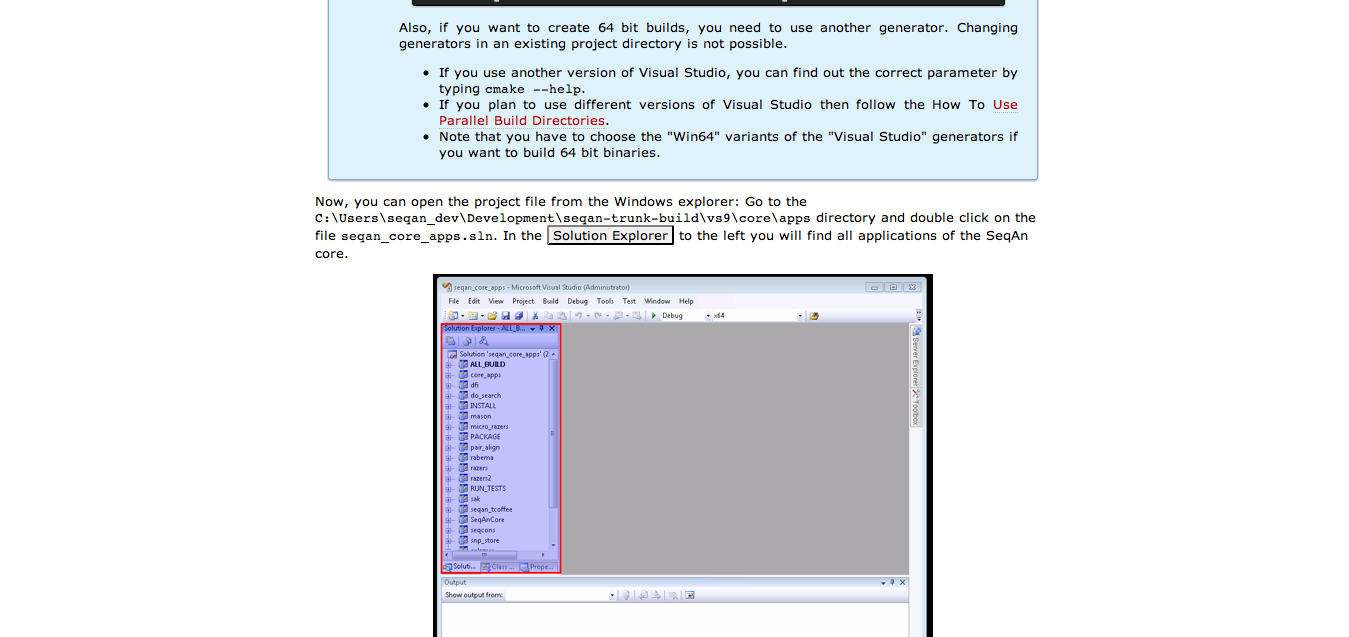 Also, if you want to create 64 bit builds, you need to use another generator. Changing
generators in an existing project directory is not possible.
• If you use another version of Visual Studio, you can find out the correct parameter by
typing cmake --help.
• If you plan to use different versions of Visual Studio then follow the How To Use
Parallel Build Directories.
• Note that you have to choose the "Win64" variants of the "Visual Studio" generators if
you want to build 64 bit binaries.
Now, you can open the project file from the Windows explorer: Go to the
C:\Users\seqan_dev\Development\seqan-trunk-build\vs9\core\apps directory and double click on the
file seqan_core_apps.sln. In the Solution Explorer to the left you will find all applications of the SeqAn
core.
seqan_core_apps - Microsoft Visual Studio (Administrator)
File Edit View Project Build Debug Tools Test Window Help
Debug x64
Solution Explorer - ALL_B...
Solution 'seqan_core_apps' (2
ALL_BUILD
core_apps
dfi
do_search
INSTALL
mason
micro_razers
PACKAGE
pair_align
rabema
razers
razers2
RUN_TESTS
sak
seqan_tcoffee
SeqAnCore
seqcons
snp_store
Soluti... Class ... Prope...
Server Explorer
Toolbox
Output
Show output from: